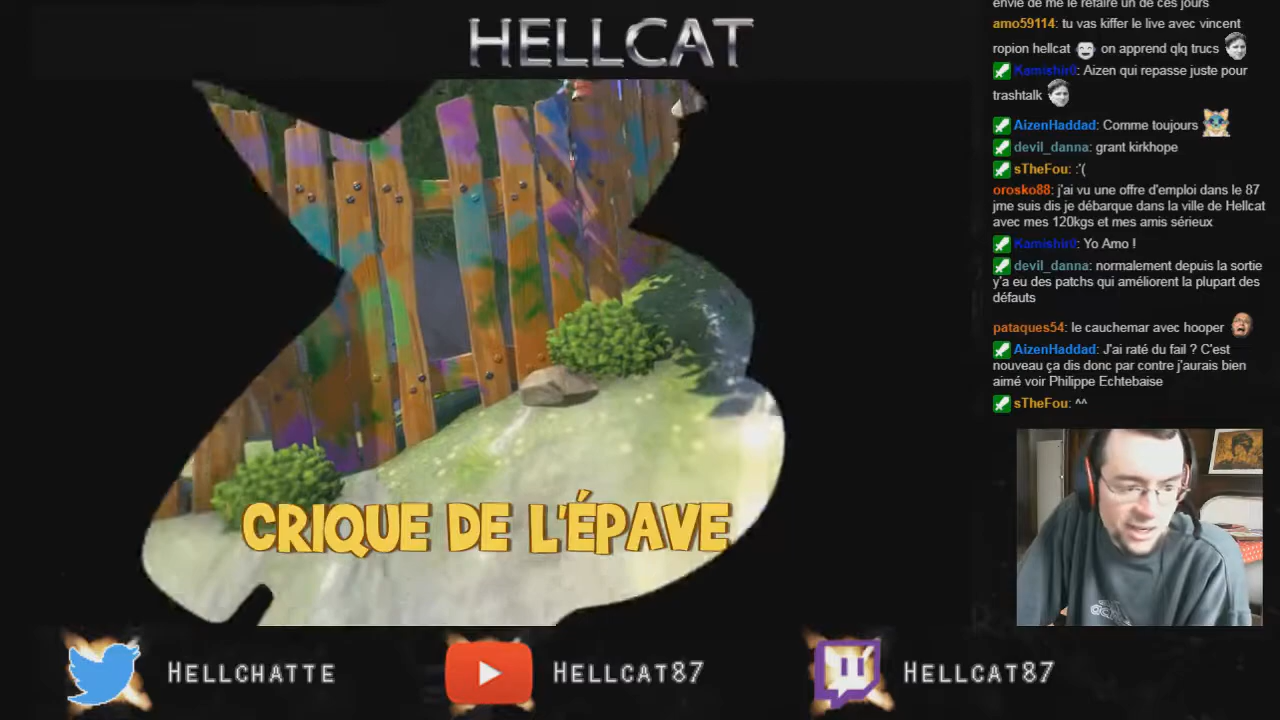 HELLCAT
envie de me le refaire un de ces jours
amo59114: tu vas kiffer le live avec vincent
ropion hellcat on apprend qlq trucs
Kamishir0: Aizen qui repasse juste pour
trashtalk
AizenHaddad: Comme toujours
devil_danna: grant kirkhope
sTheFou: :'(
orosko88: j'ai vu une offre d'emploi dans le 87
jme suis dis je débarque dans la ville de Hellcat
avec mes 120kgs et mes amis sérieux
Kamishir0: Yo Amo !
devil_danna: normalement depuis la sortie
y'a eu des patchs qui améliorent la plupart des
défauts
pataques54: le cauchemar avec hooper
AizenHaddad: J'ai raté du fail ? C'est
nouveau ça dis donc par contre j'aurais bien
aimé voir Philippe Echtebaise
sTheFou: ^^
CRIQUE DE L'ÉPAVE
HELLCHATTE
HELLCAT87
HELLCAT87